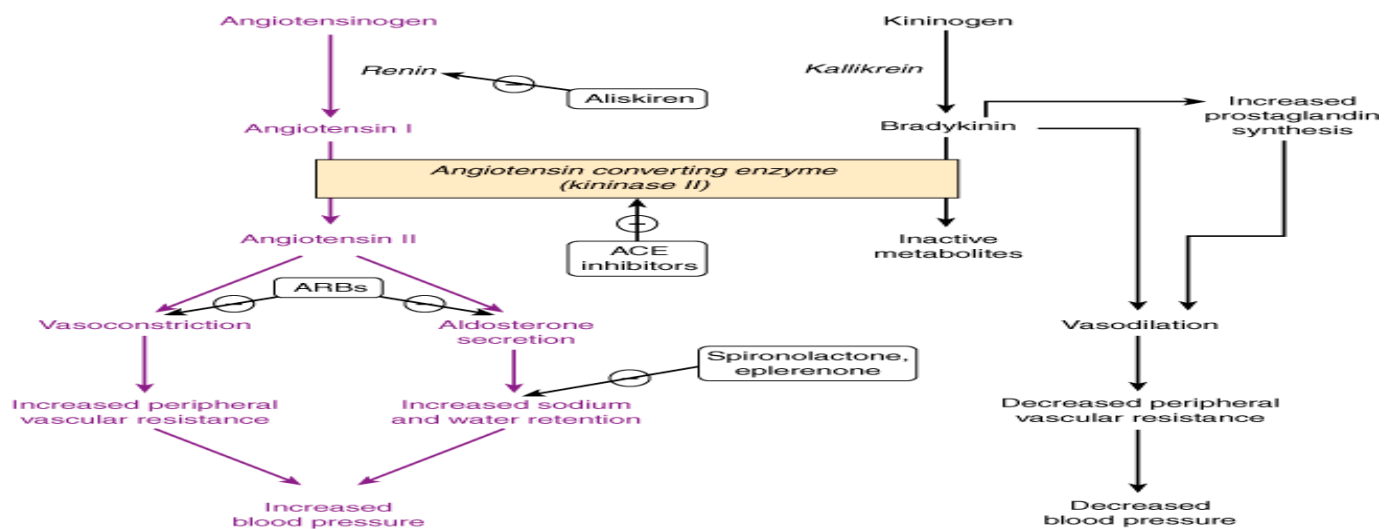 Angiotensinogen
Kininogen
Renin
Aliskiren
Kallikrein
Increased
prostaglandin
synthesis
Angiotensin I
Bradykinin
Angiotensin converting enzyme
(kininase II)
Angiotensin II
ACE
inhibitors
Inactive
metabolites
ARBs
Vasoconstriction
Aldosterone
secretion
Vasodilation
Spironolactone,
eplerenone
Increased peripheral
vascular resistance
Increased sodium
and water retention
Decreased peripheral
vascular resistance
Increased
blood pressure
Decreased
blood pressure